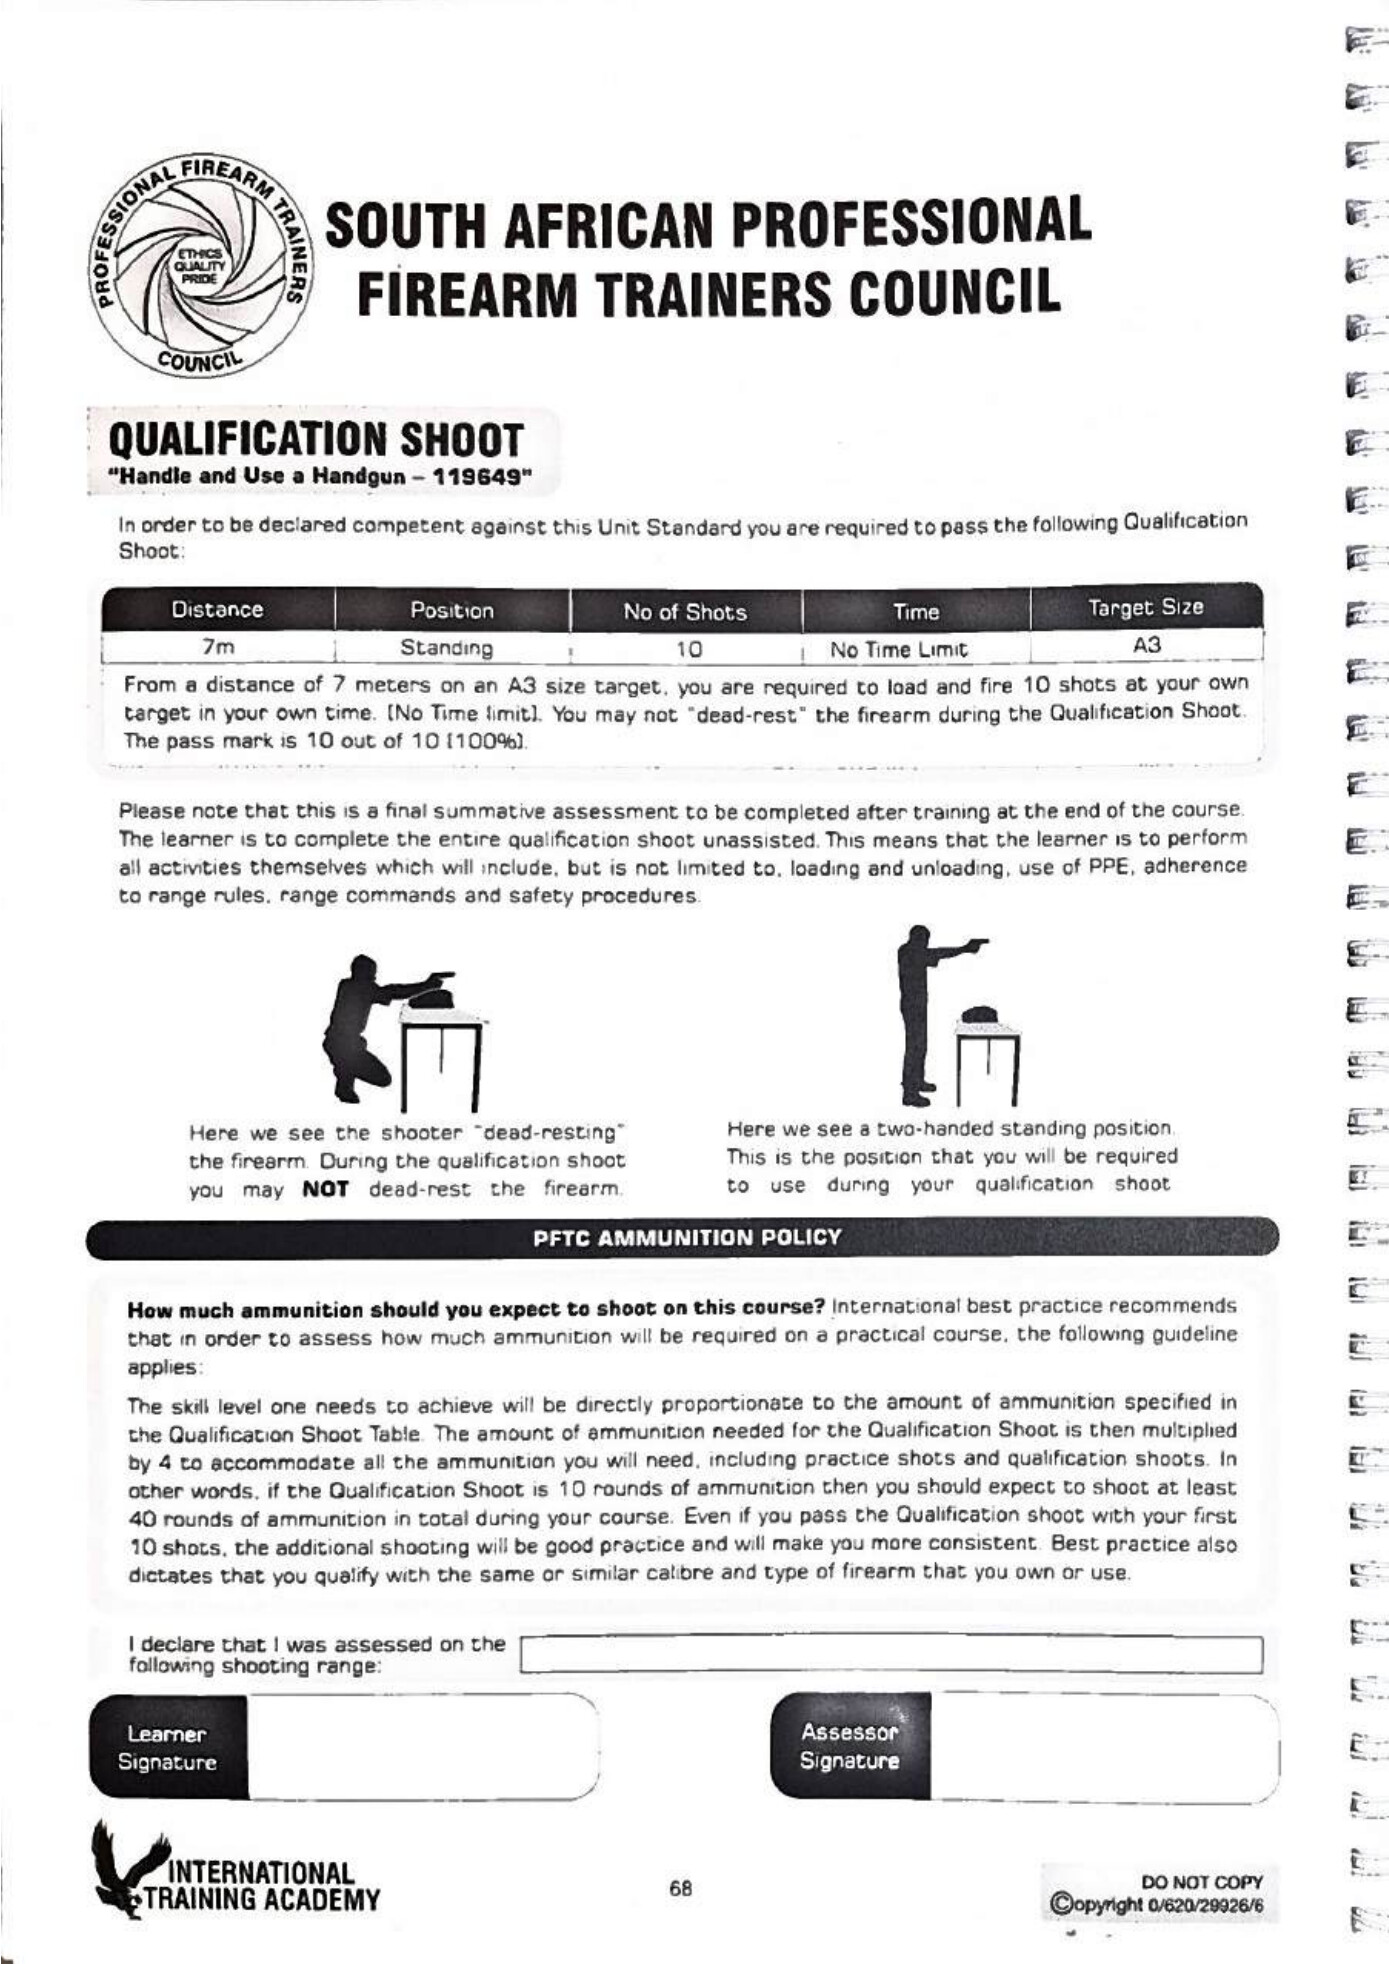 PROFESSIONAL FIREARM TRAINERS
COUNCIL
ETHICS
QUALITY
PRIDE
SOUTH AFRICAN PROFESSIONAL
FIREARM TRAINERS COUNCIL
QUALIFICATION SHOOT
"Handle and Use a Handgun – 119649"
In order to be declared competent against this Unit Standard you are required to pass the following Qualification
Shoot:
Distance Position No of Shots Time Target Size
7m Standing 10 No Time Limit A3
From a distance of 7 meters on an A3 size target, you are required to load and fire 10 shots at your own
target in your own time. (No Time limit). You may not "dead-rest" the firearm during the Qualification Shoot.
The pass mark is 10 out of 10 (100%).
Please note that this is a final summative assessment to be completed after training at the end of the course.
The learner is to complete the entire qualification shoot unassisted. This means that the learner is to perform
all activities themselves which will include, but is not limited to, loading and unloading, use of PPE, adherence
to range rules, range commands and safety procedures.
Here we see the shooter "dead-resting"
the firearm. During the qualification shoot
you may NOT dead-rest the firearm.
Here we see a two-handed standing position.
This is the position that you will be required
to use during your qualification shoot
PFTC AMMUNITION POLICY
How much ammunition should you expect to shoot on this course? International best practice recommends
that in order to assess how much ammunition will be required on a practical course, the following guideline
applies:
The skill level one needs to achieve will be directly proportionate to the amount of ammunition specified in
the Qualification Shoot Table. The amount of ammunition needed for the Qualification Shoot is then multiplied
by 4 to accommodate all the ammunition you will need, including practice shots and qualification shoots. In
other words, if the Qualification Shoot is 10 rounds of ammunition then you should expect to shoot at least
40 rounds of ammunition in total during your course. Even if you pass the Qualification shoot with your first
10 shots, the additional shooting will be good practice and will make you more consistent. Best practice also
dictates that you qualify with the same or similar calibre and type of firearm that you own or use.
I declare that I was assessed on the
following shooting range:
Learner
Signature
Assessor
Signature
INTERNATIONAL
TRAINING ACADEMY
68
DO NOT COPY
©opyright 0/620/29926/6